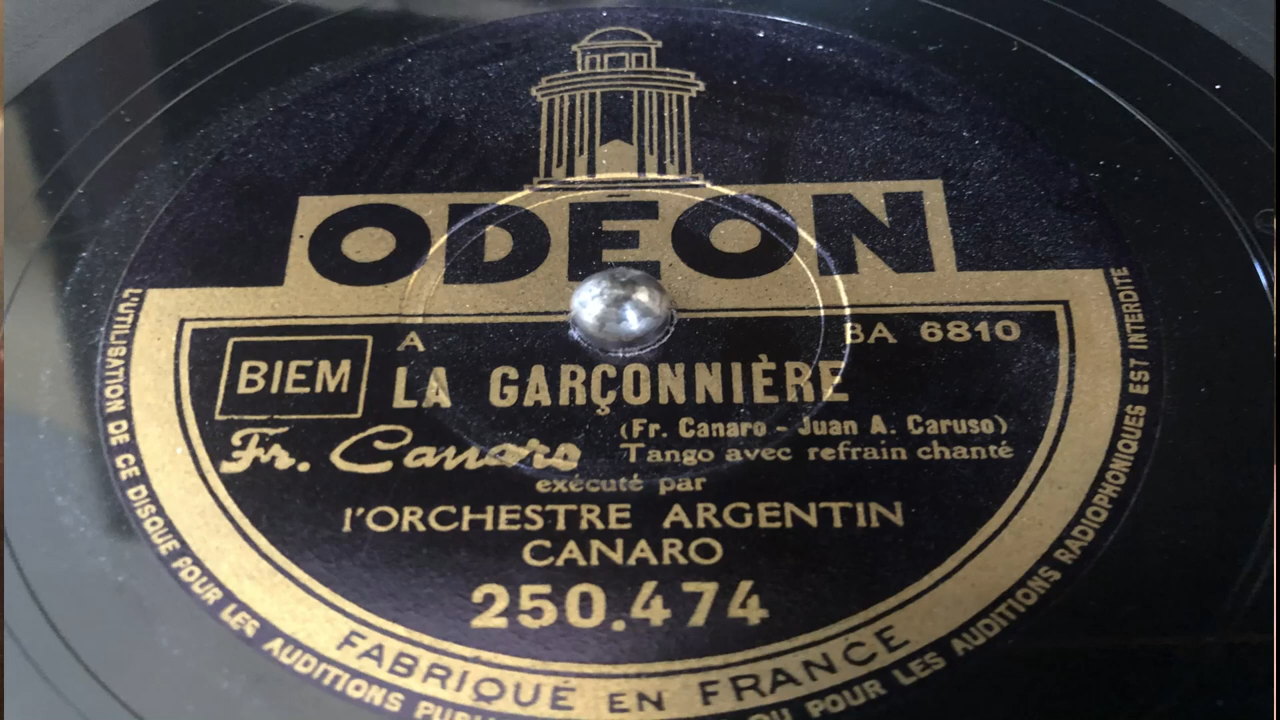 ODEON
BIEM
A
BA 6810
LA GARÇONNIÈRE
(Fr. Canaro - Juan A. Caruso)
Fr. Canaro
Tango avec refrain chanté
exécuté par
l'ORCHESTRE ARGENTIN
CANARO
250.474
FABRIQUÉ EN FRANCE
L'UTILISATION DE CE DISQUE POUR LES AUDITIONS OU POUR LES AUDITIONS RADIOPHONIQUES EST INTERDITE